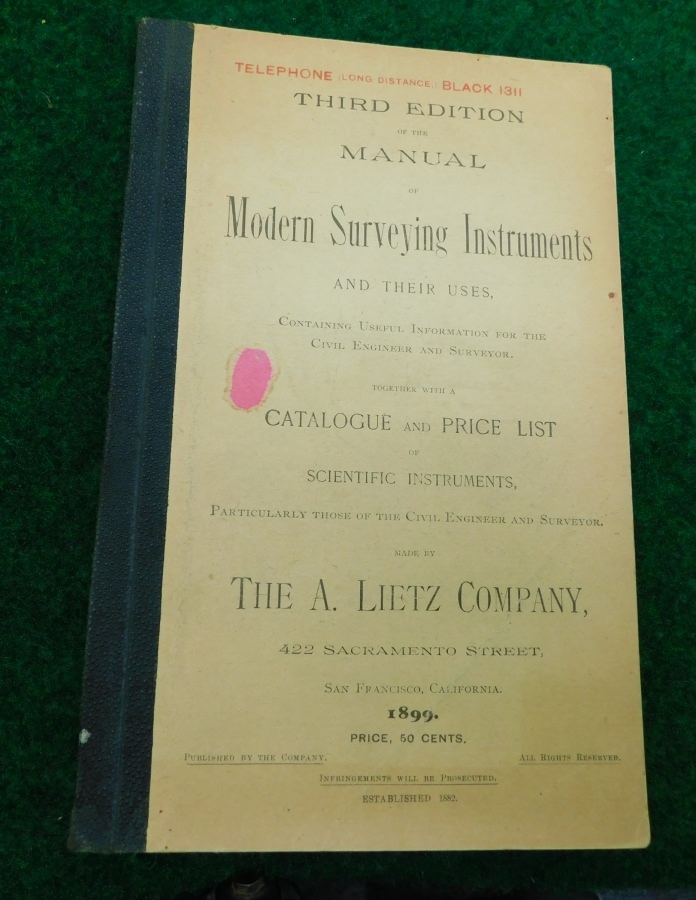 TELEPHONE (LONG DISTANCE.) BLACK 1311
THIRD EDITION
OF THE
MANUAL
OF
Modern Surveying Instruments
AND THEIR USES,
CONTAINING USEFUL INFORMATION FOR THE
CIVIL ENGINEER AND SURVEYOR.
TOGETHER WITH A
CATALOGUE AND PRICE LIST
OF
SCIENTIFIC INSTRUMENTS,
PARTICULARLY THOSE OF THE CIVIL ENGINEER AND SURVEYOR.
MADE BY
THE A. LIETZ COMPANY,
422 SACRAMENTO STREET,
SAN FRANCISCO, CALIFORNIA.
1899.
PRICE, 50 CENTS.
PUBLISHED BY THE COMPANY. ALL RIGHTS RESERVED.
INFRINGEMENTS WILL BE PROSECUTED.
ESTABLISHED 1882.